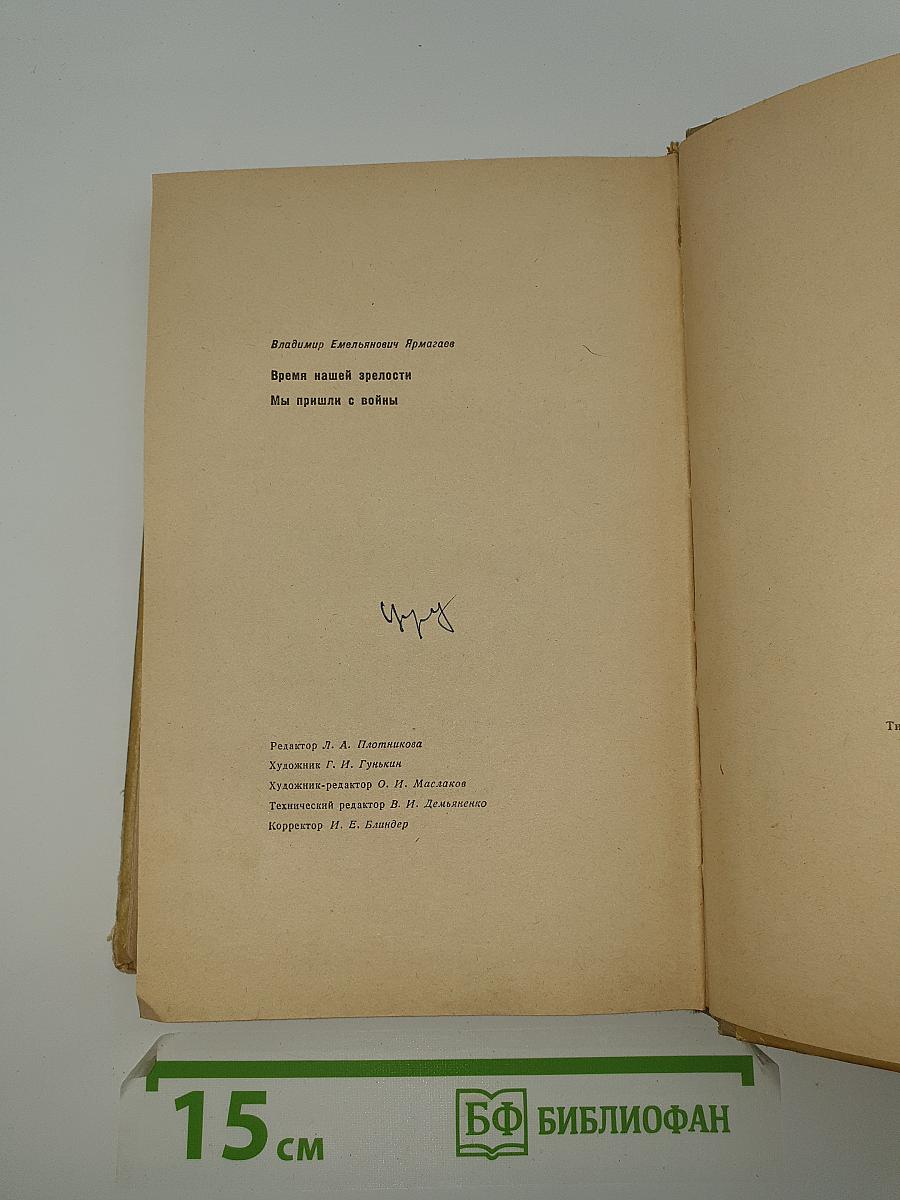 Владимир Емельянович Ярмагаев
Время нашей зрелости
Мы пришли с войны
Редактор Л. А. Плотникова
Художник Г. И. Гунькин
Художник-редактор О. И. Маслаков
Технический редактор В. И. Демьяненко
Корректор И. Е. Блиндер
Ти
15 см
БФ БИБЛИОФАН